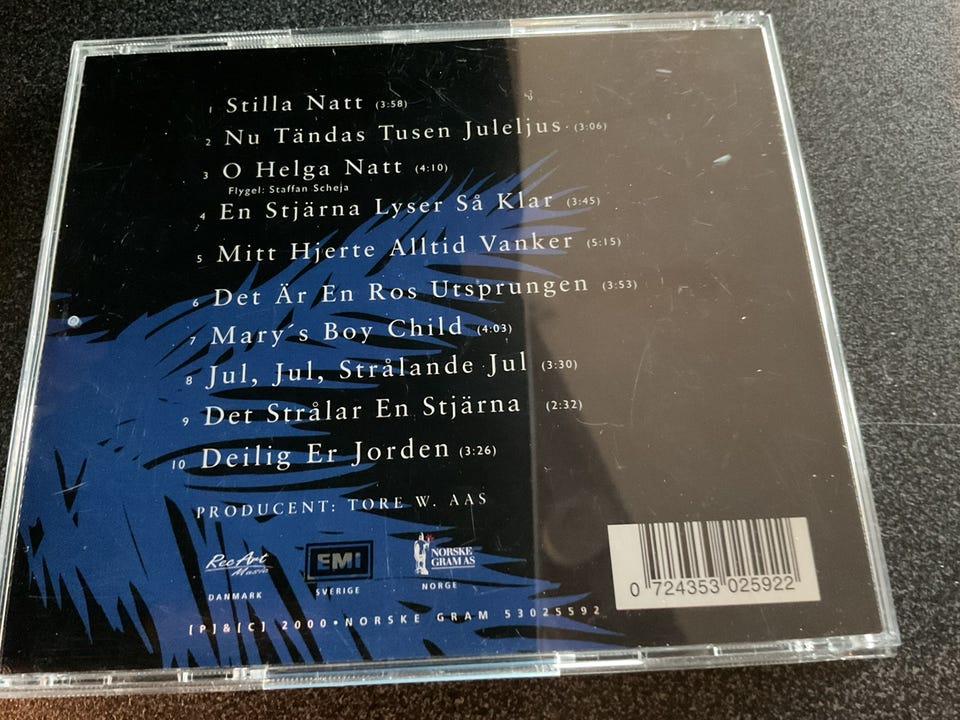 1 Stilla Natt (3:58)
2 Nu Tändas Tusen Juleljus (3:06)
3 O Helga Natt (4:10)
Flygel: Staffan Scheja
4 En Stjärna Lyser Så Klar (3:45)
5 Mitt Hjerte Alltid Vanker (5:15)
6 Det Är En Ros Utsprungen (3:53)
7 Mary´s Boy Child (4:03)
8 Jul, Jul, Strålande Jul (3:30)
9 Det Strålar En Stjärna (2:32)
10 Deilig Er Jorden (3:26)
PRODUCENT: TORE W. AAS
RecArt
Music
DANMARK
EMI
SVERIGE
NORSKE
GRAM AS
NORGE
0 724353 025922
[P]&[C] 2000•NORSKE GRAM 53025592